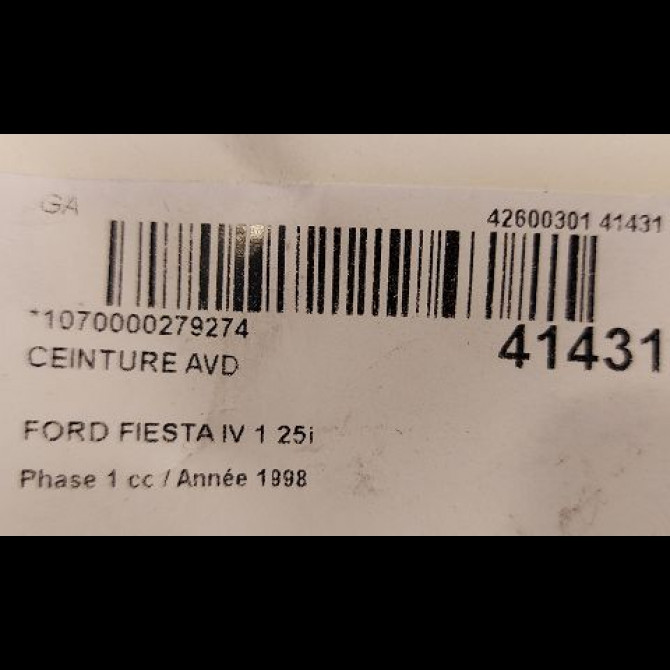 GA
42600301 41431
*1070000279274
41431
CEINTURE AVD
FORD FIESTA IV 1 25i
Phase 1 cc / Année 1998